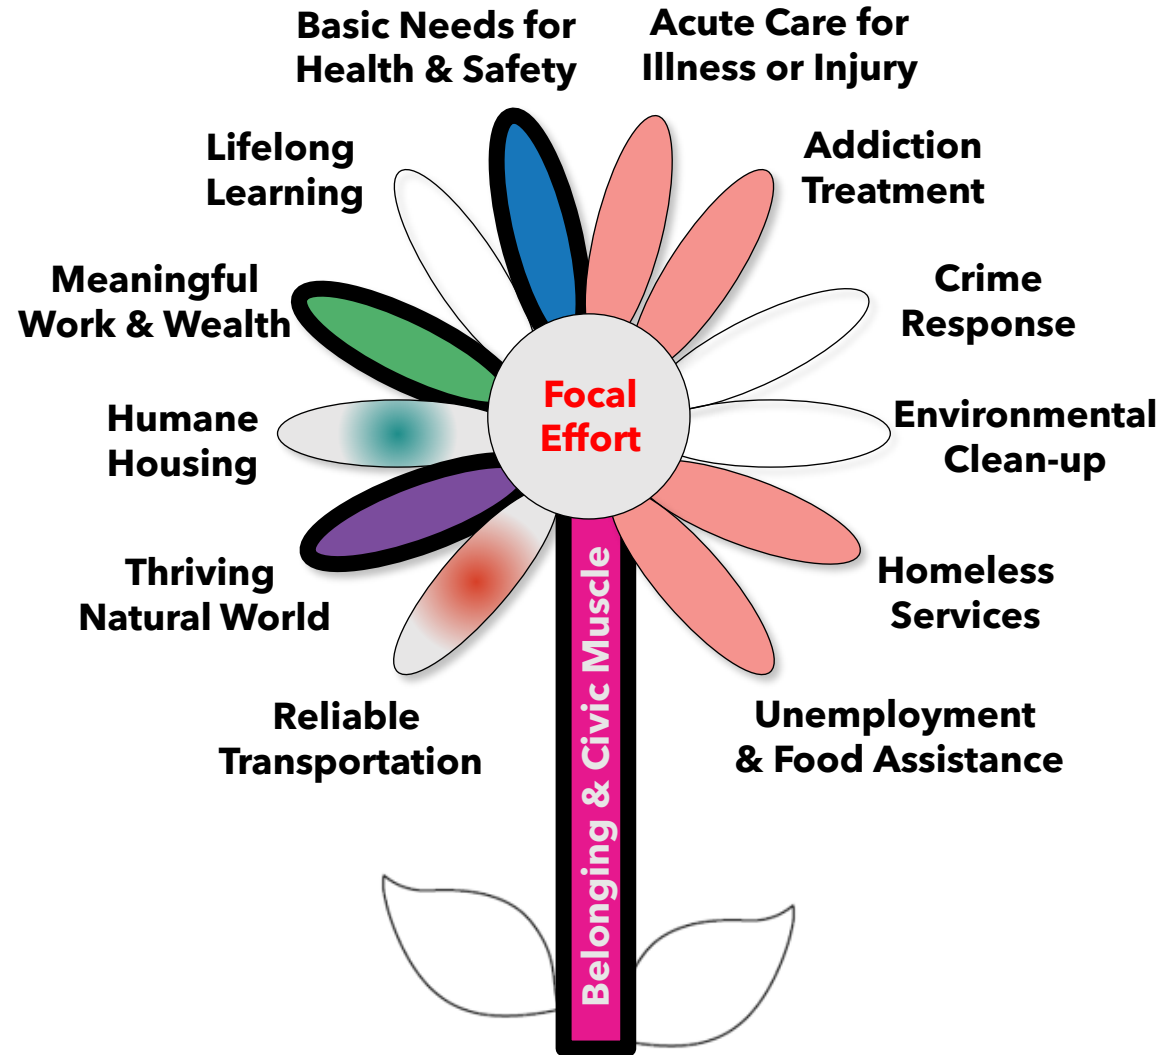 Basic Needs for
Health & Safety
Acute Care for
Illness or Injury
Lifelong
Learning
Addiction
Treatment
Meaningful
Work & Wealth
Crime
Response
Focal
Effort
Humane
Housing
Environmental
Clean-up
Thriving
Natural World
Homeless
Services
Reliable
Transportation
Unemployment
& Food Assistance
Belonging & Civic Muscle